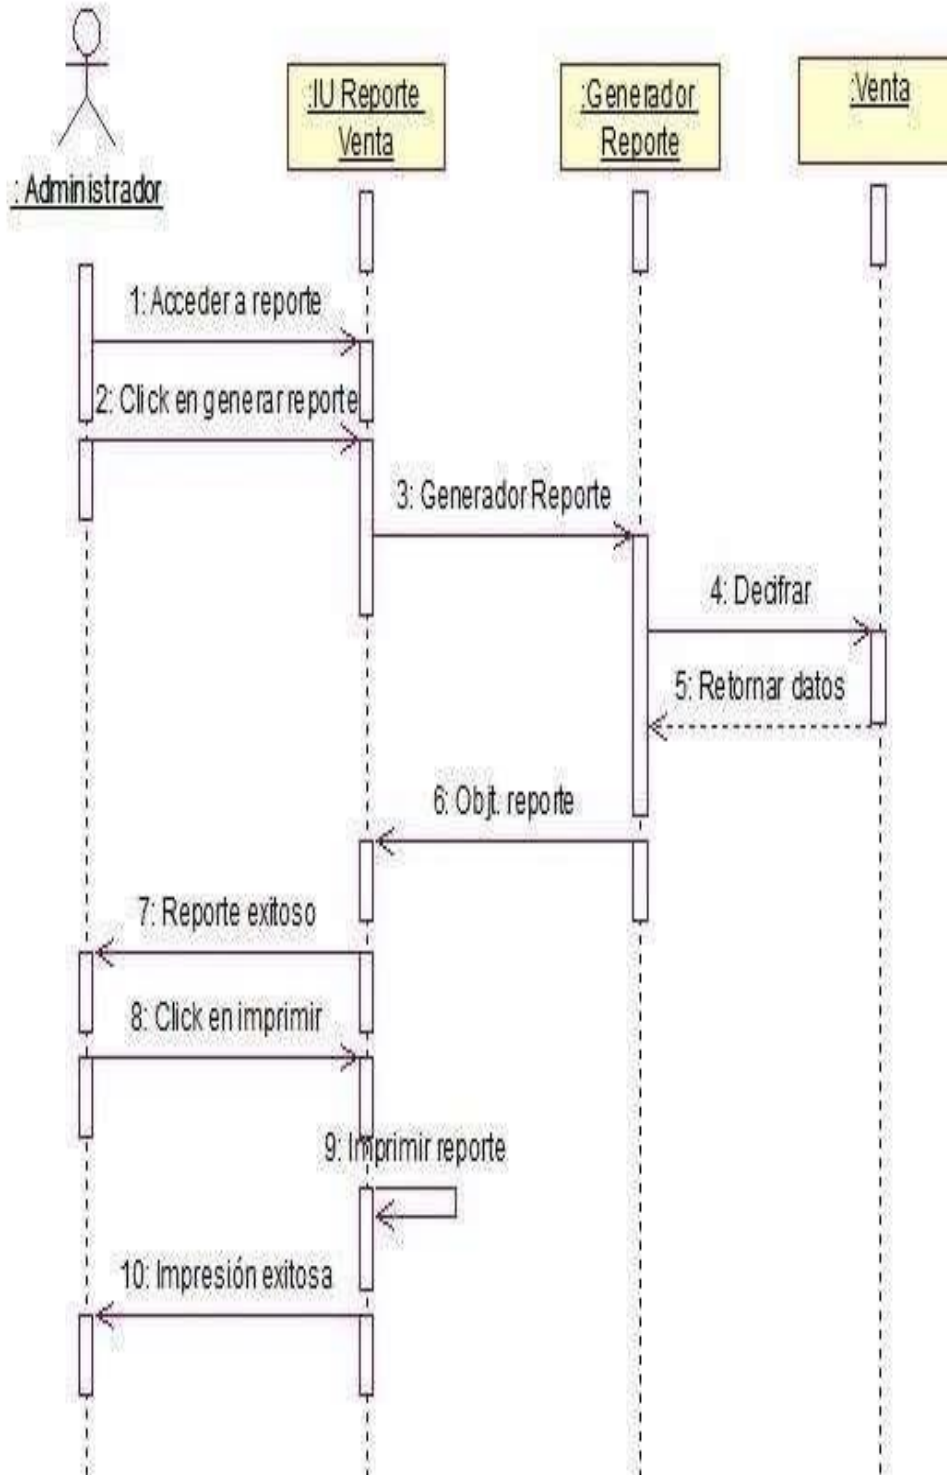 : Administrador
:IU Reporte
Venta
:Generador
Reporte
:Venta
1: Acceder a reporte
2: Click en generar reporte
3: Generador Reporte
4: Decifrar
5: Retornar datos
6: Objt. reporte
7: Reporte exitoso
8: Click en imprimir
9: Imprimir reporte
10: Impresión exitosa